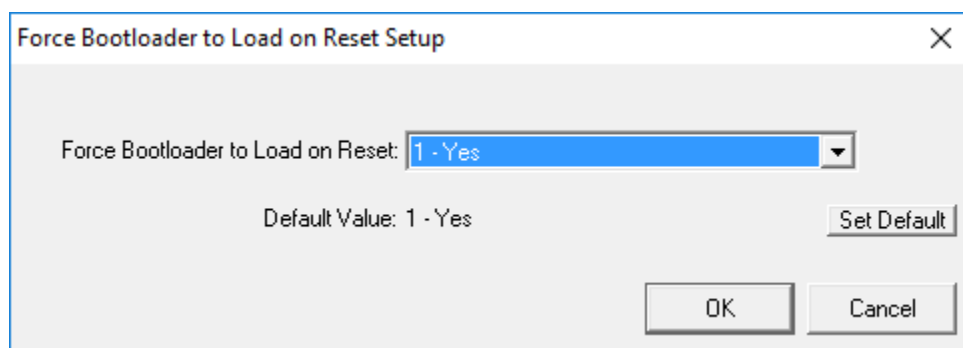 Force Bootloader to Load on Reset Setup
Force Bootloader to Load on Reset: 1 - Yes
Default Value: 1 - Yes
Set Default
OK
Cancel